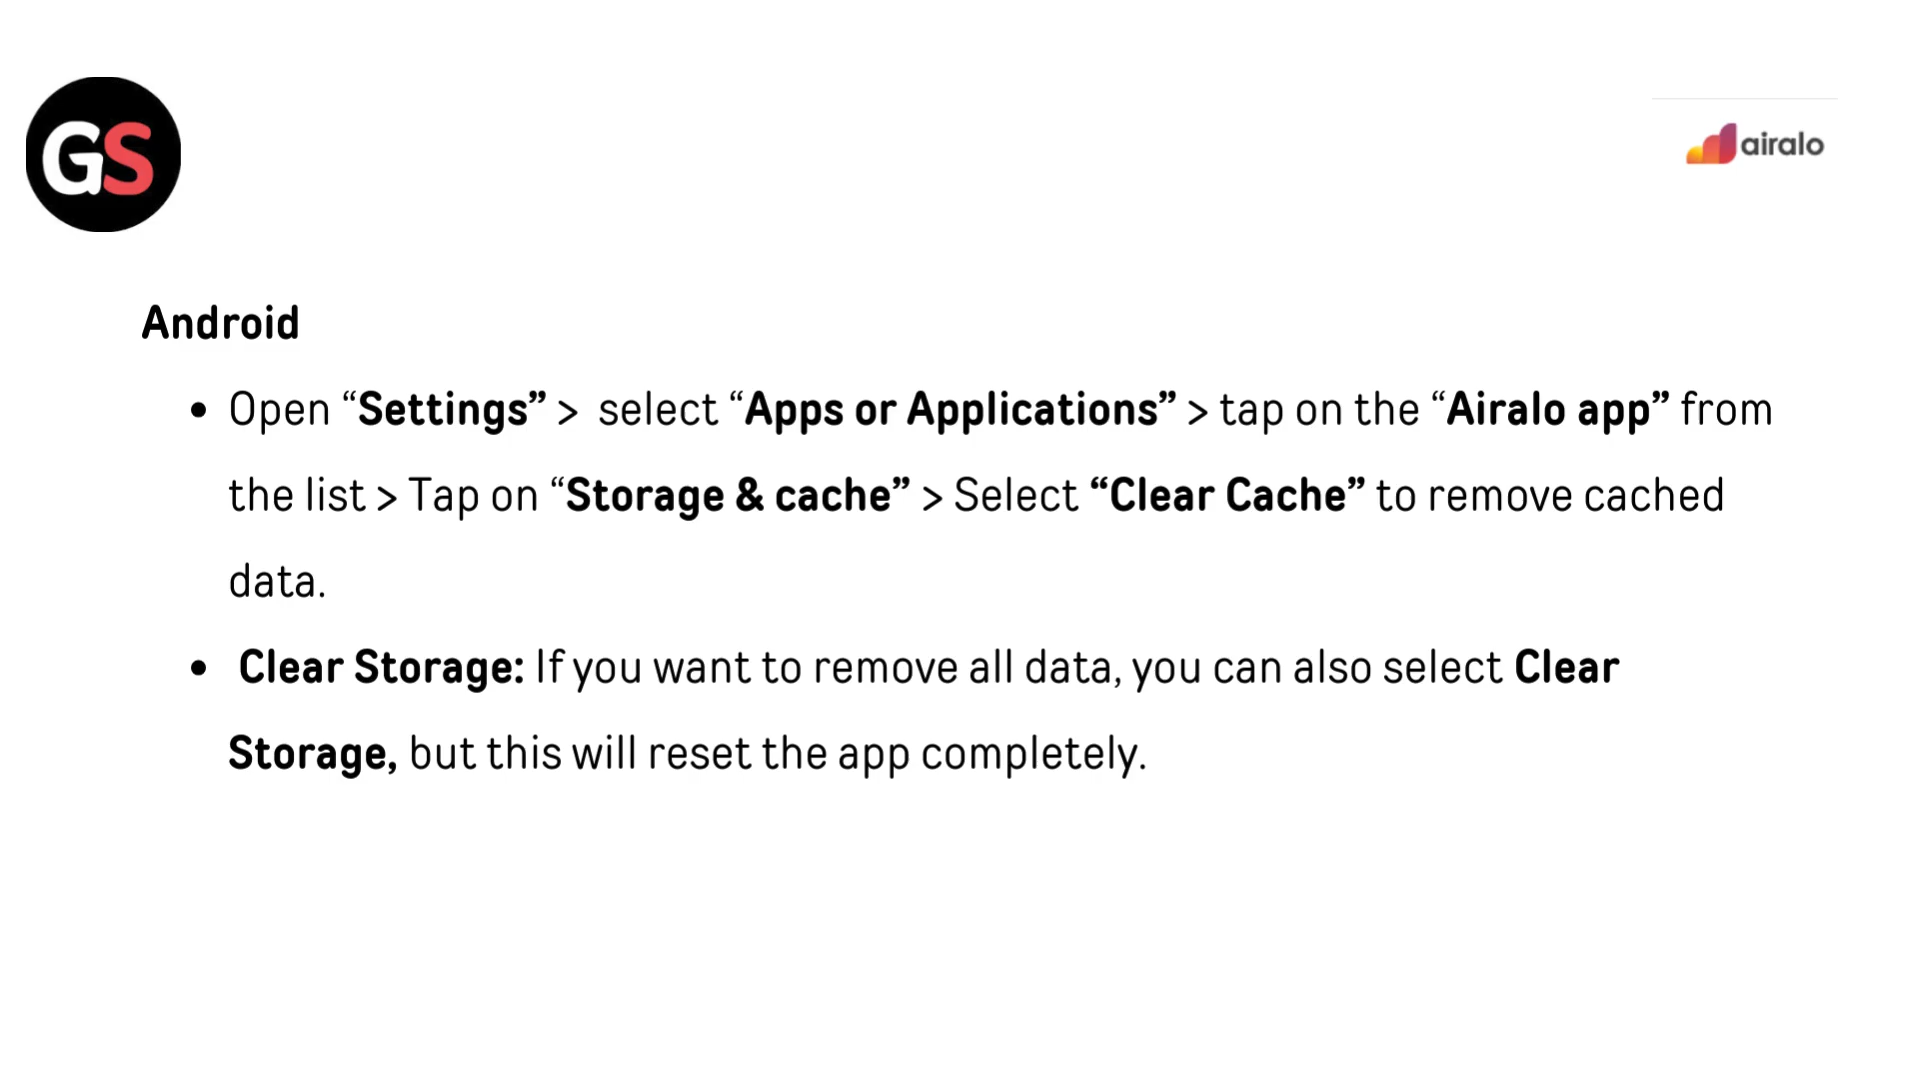 GS
airalo
Android
• Open “Settings” > select “Apps or Applications” > tap on the “Airalo app” from
the list > Tap on “Storage & cache” > Select “Clear Cache” to remove cached
data.
• Clear Storage: If you want to remove all data, you can also select Clear
Storage, but this will reset the app completely.